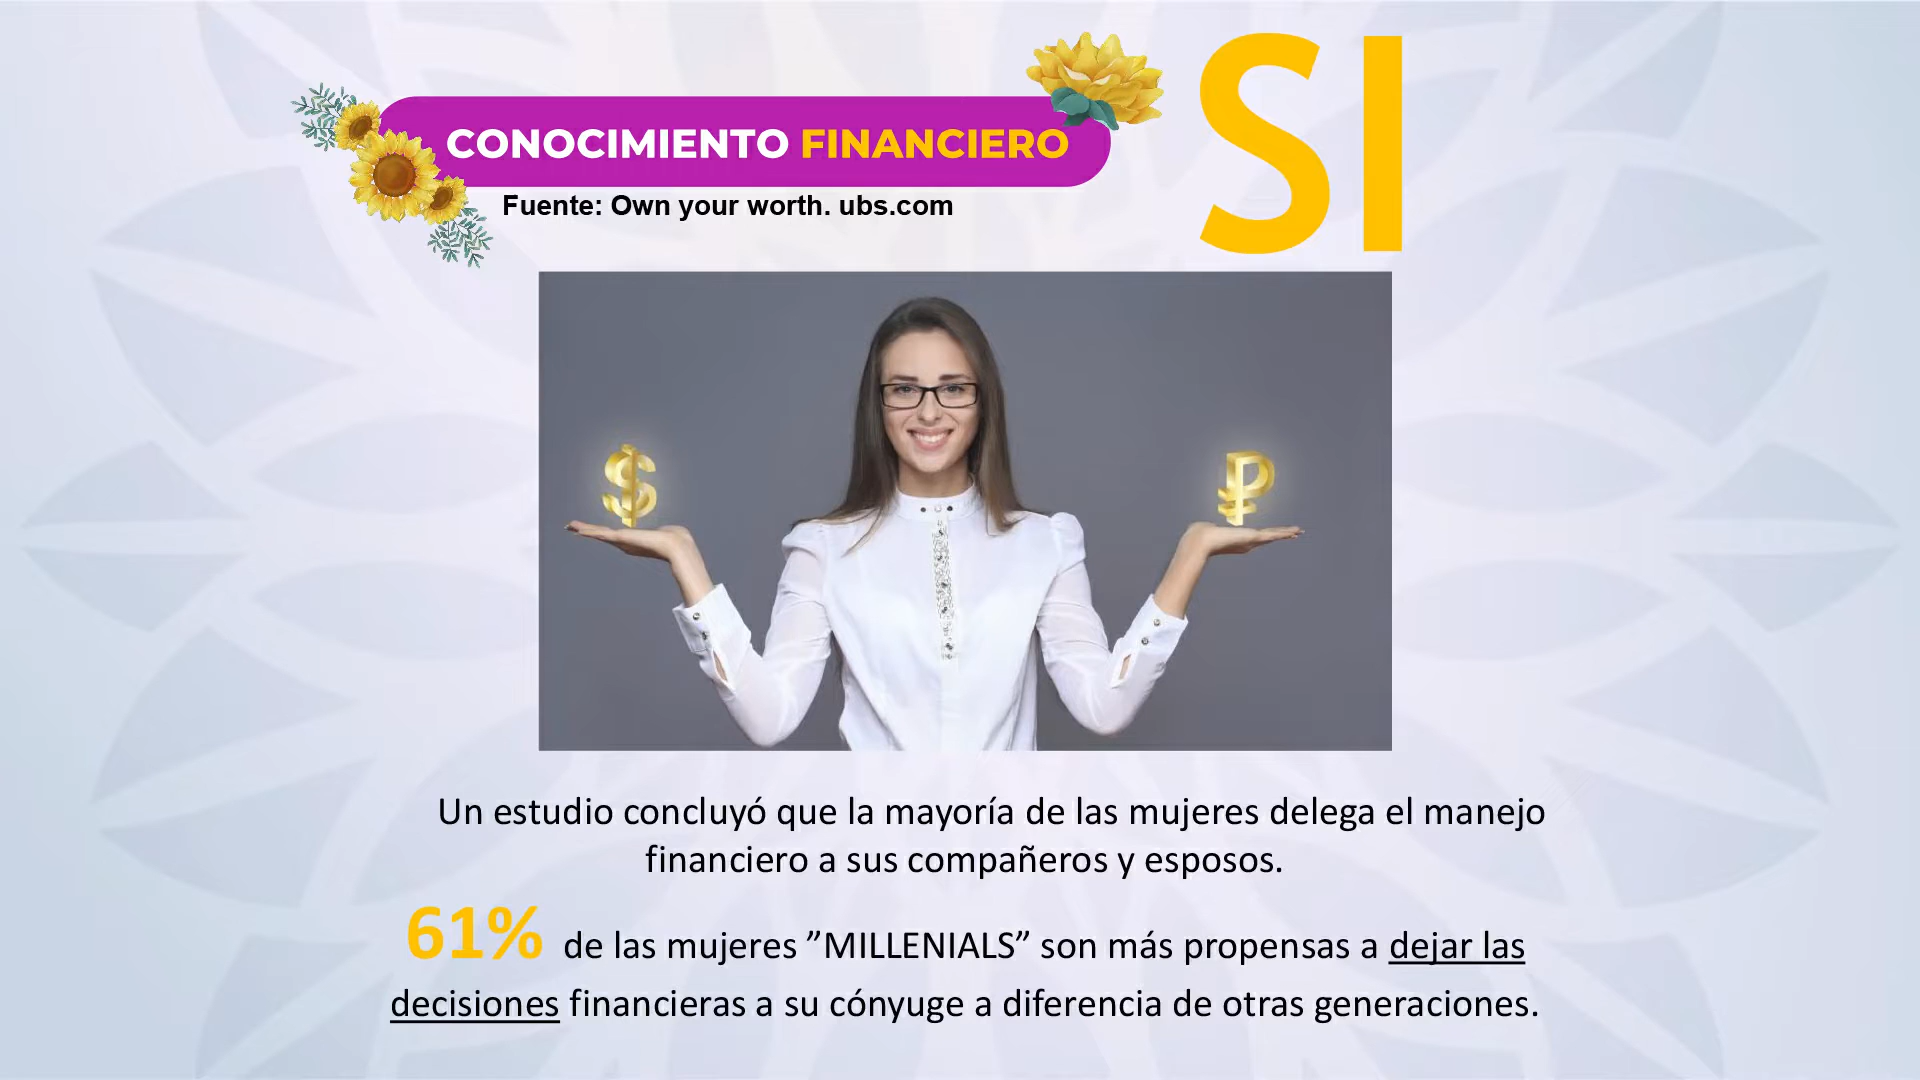 SI
CONOCIMIENTO FINANCIERO
Fuente: Own your worth. ubs.com
$
₽
Un estudio concluyó que la mayoría de las mujeres delega el manejo
financiero a sus compañeros y esposos.
61% de las mujeres ”MILLENIALS” son más propensas a dejar las
decisiones financieras a su cónyuge a diferencia de otras generaciones.